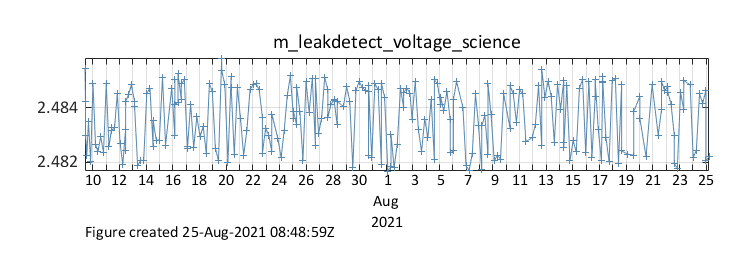 m_leakdetect_voltage_science
2.484
2.482
10 12 14 16 18 20 22 24 26 28 30 1 3 5 7 9 11 13 15 17 19 21 23 25
Aug
2021
Figure created 25-Aug-2021 08:48:59Z